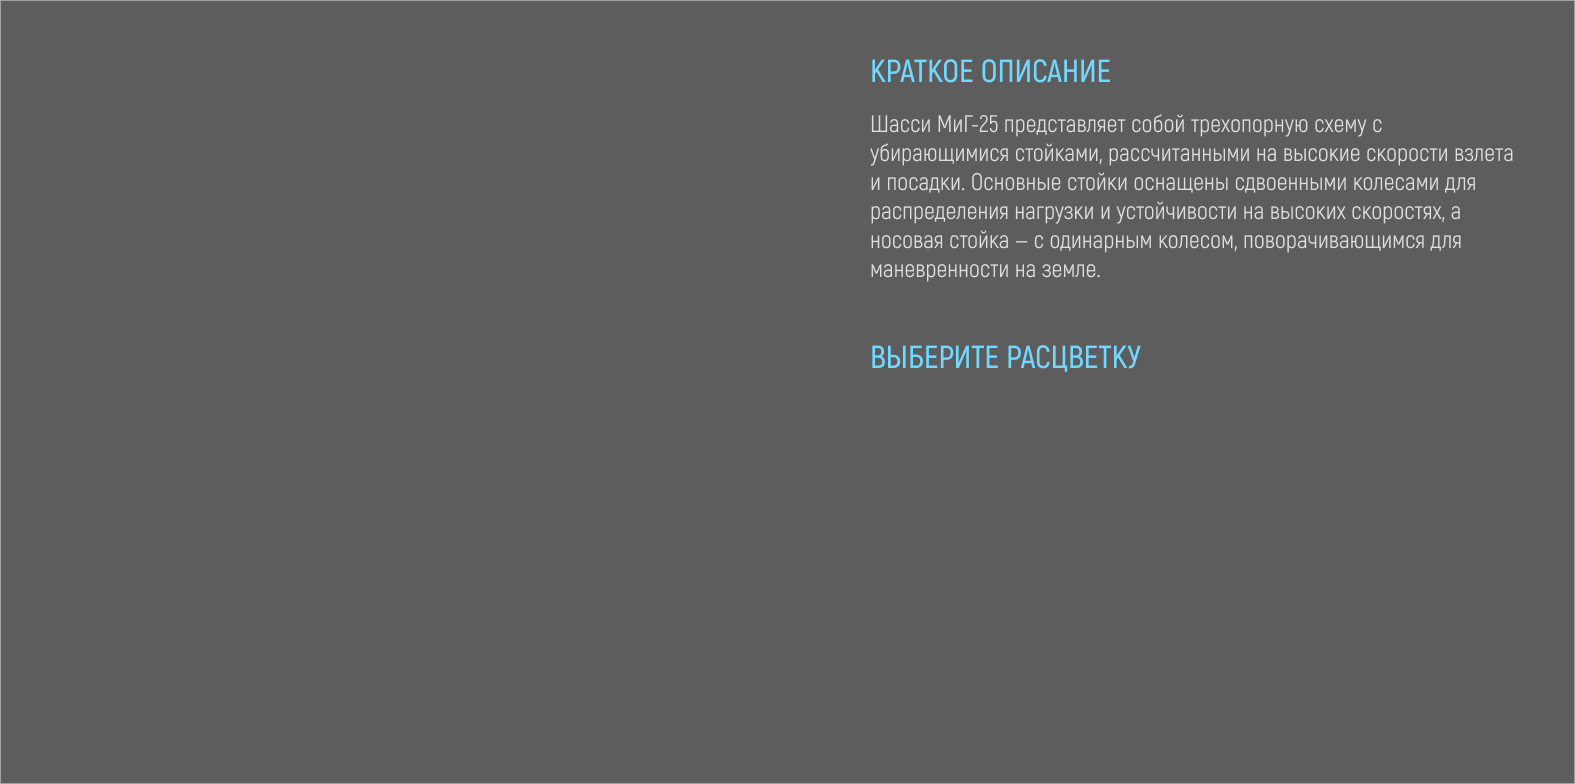 КРАТКОЕ ОПИСАНИЕ
Шасси МиГ-25 представляет собой трехопорную схему с
убирающимися стойками, рассчитанными на высокие скорости взлета
и посадки. Основные стойки оснащены сдвоенными колесами для
распределения нагрузки и устойчивости на высоких скоростях, а
носовая стойка – с одинарным колесом, поворачивающимся для
маневренности на земле.
ВЫБЕРИТЕ РАСЦВЕТКУ